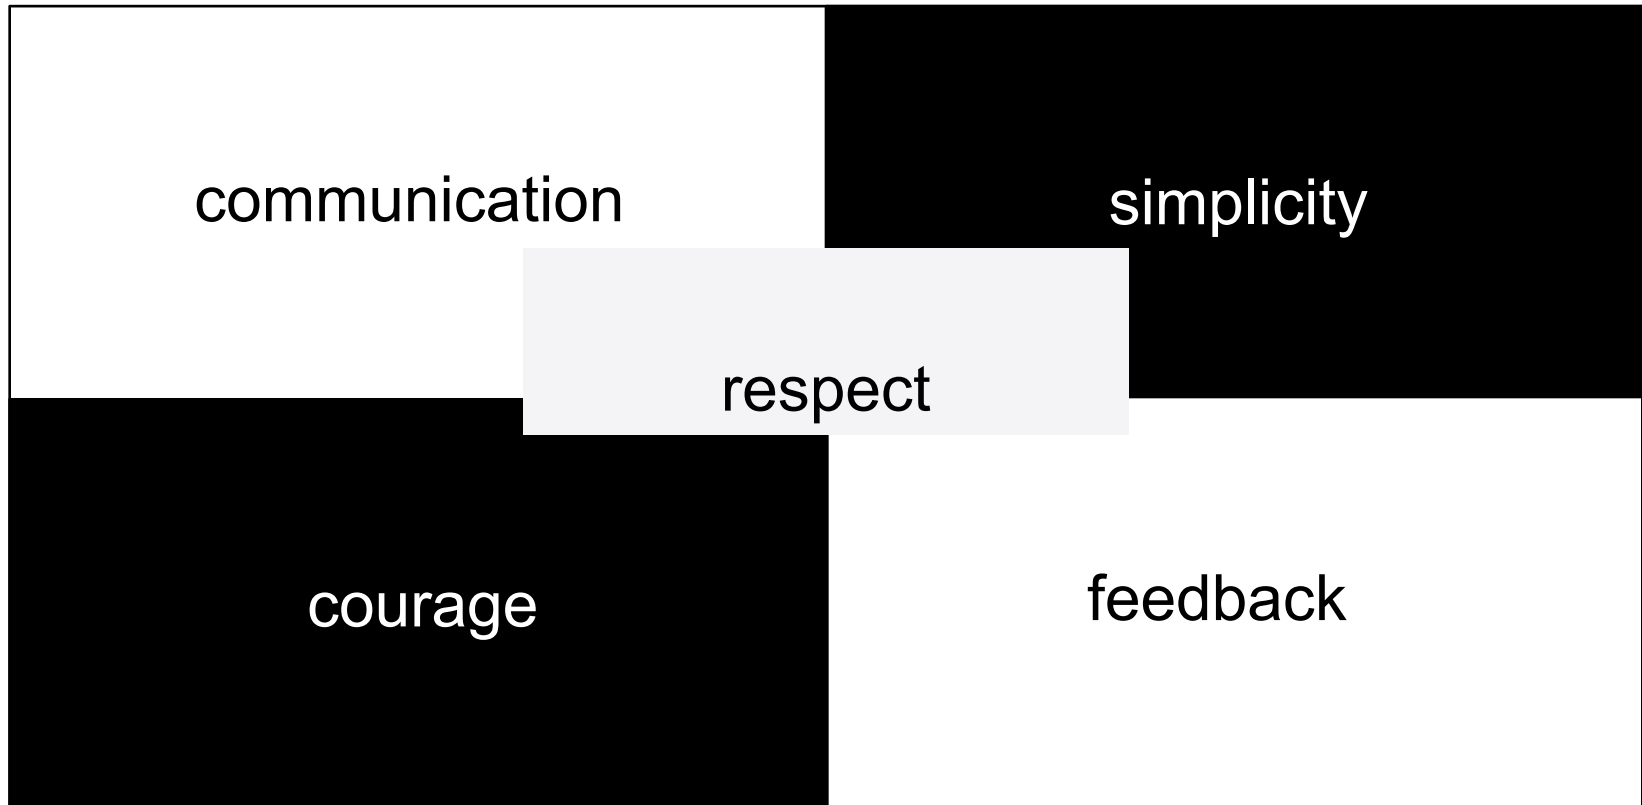 communication
simplicity
respect
courage
feedback